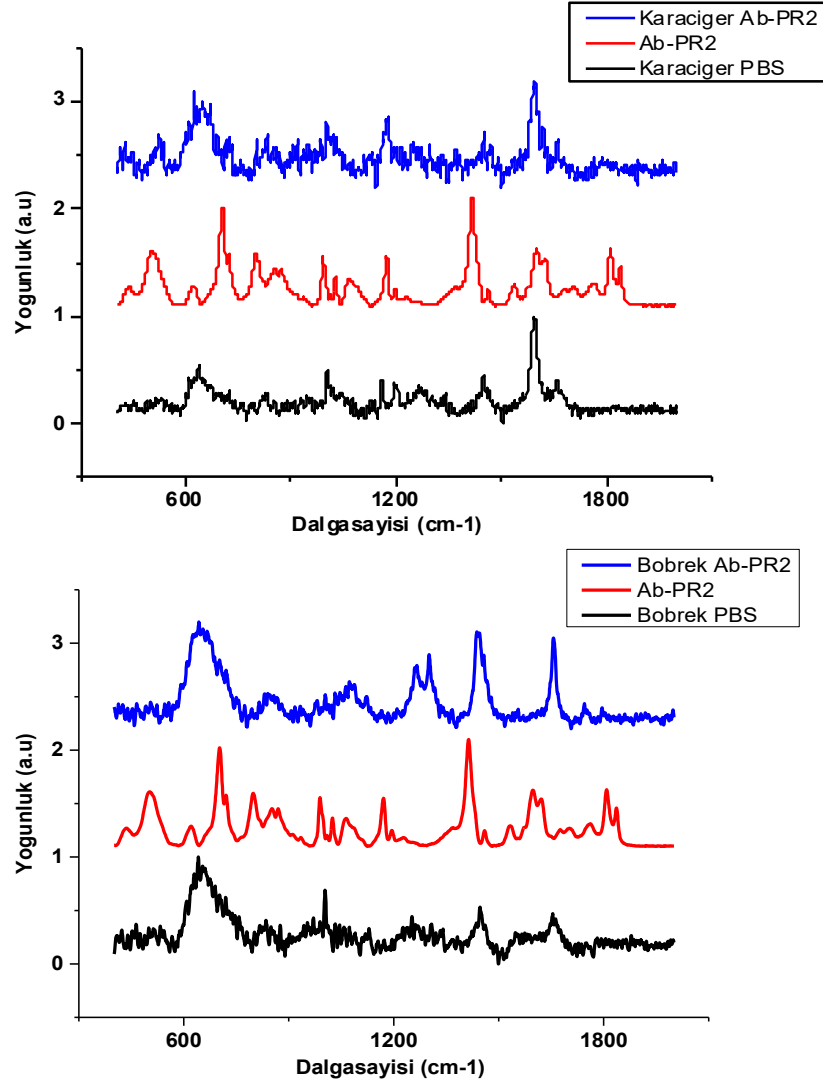 Karaciger Ab-PR2
Ab-PR2
Karaciger PBS
3
2
1
0
Yogunluk (a.u)
600
1200
1800
Dalgasayisi (cm-1)
Bobrek Ab-PR2
Ab-PR2
Bobrek PBS
3
2
1
0
Yogunluk (a.u)
600
1200
1800
Dalgasayisi (cm-1)